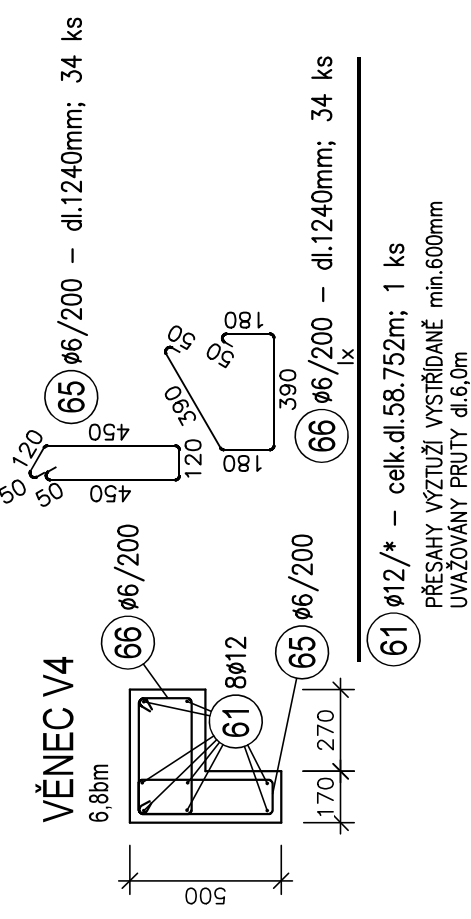 VĚNEC V4
6,8bm
66 ø6/200
61 8ø12
65 ø6/200
500
170
270
65 ø6/200 – dl.1240mm; 34 ks
50
120
50
450
450
120
66 ø6/200 – dl.1240mm; 34 ks
50
390
50
180
180
390
1x
61 ø12/* – celk.dl.58.752m; 1 ks
PŘESAHY VÝZTUŽÍ VYSTŘÍDANĚ min.600mm
UVAŽOVÁNY PRUTY dl.6,0m